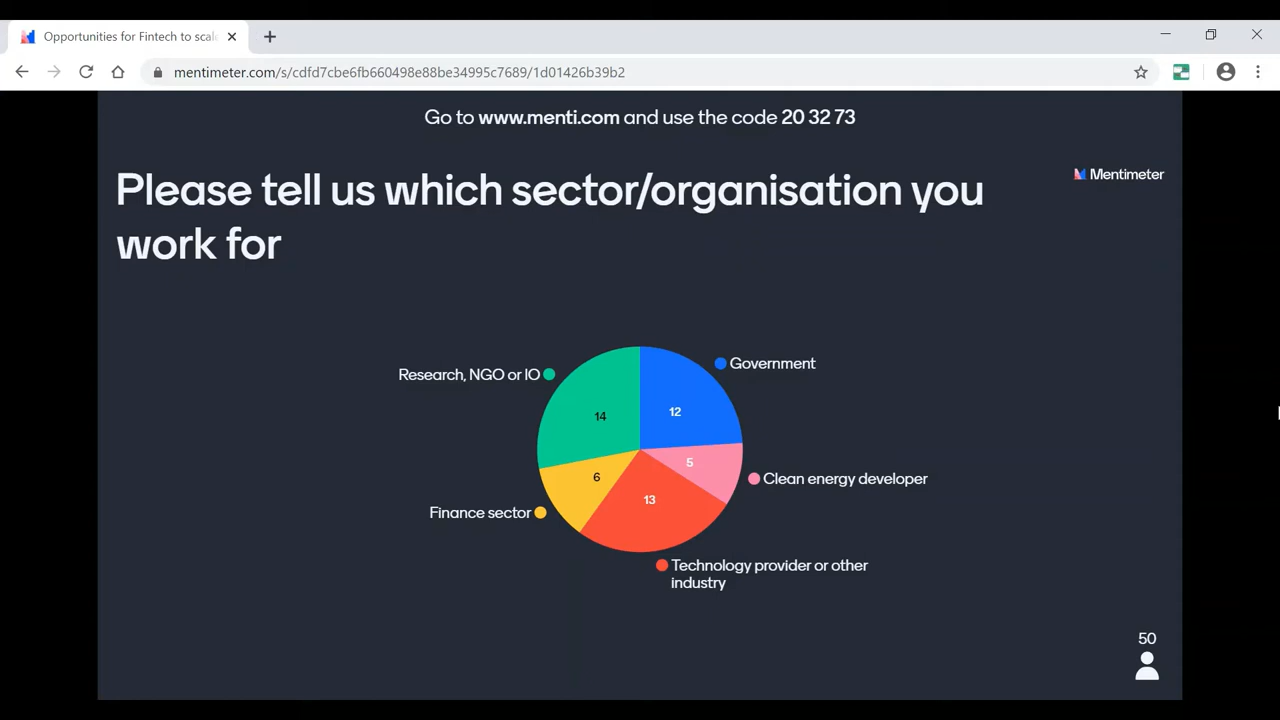 Opportunities for Fintech to scal
mentimeter.com/s/cdfd7cbe6fb660498e88be34995c7689/1d01426b39b2
Go to www.menti.com and use the code 20 32 73
Please tell us which sector/organisation you
work for
Mentimeter
Government
Research, NGO or IO
14
12
5
Clean energy developer
6
13
Finance sector
Technology provider or other
industry
50